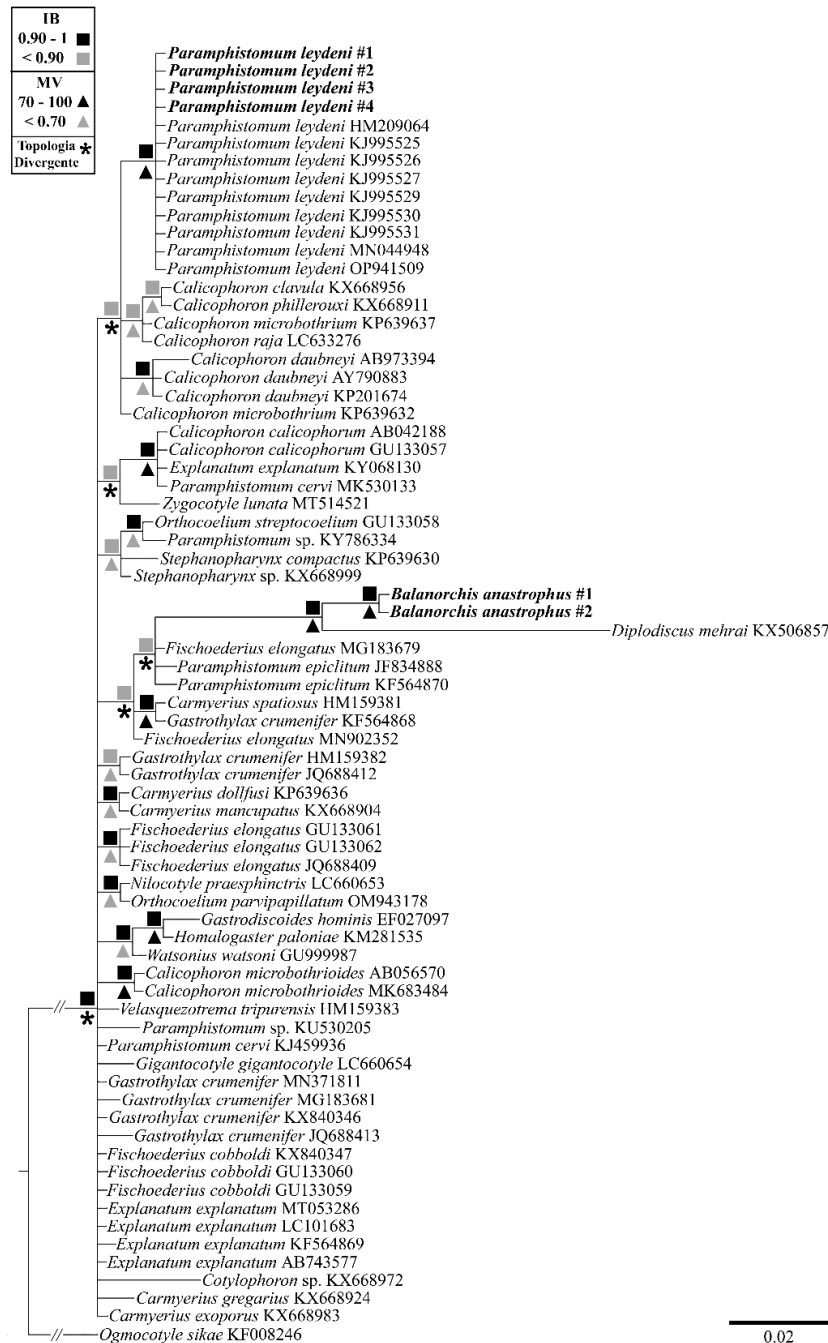 IB
0.90 - 1
< 0.90
MV
70 - 100
< 0.70
Topologia
Divergente
Paramphistomum leydeni #1
Paramphistomum leydeni #2
Paramphistomum leydeni #3
Paramphistomum leydeni #4
Paramphistomum leydeni HM209064
Paramphistomum leydeni KJ995525
Paramphistomum leydeni KJ995526
Paramphistomum leydeni KJ995527
Paramphistomum leydeni KJ995529
Paramphistomum leydeni KJ995530
Paramphistomum leydeni KJ995531
Paramphistomum leydeni MN044948
Paramphistomum leydeni OP941509
Calicophoron clavula KX668956
Calicophoron phillerouxi KX668911
Calicophoron microbothrium KP639637
Calicophoron raja LC633276
Calicophoron daubneyi AB973394
Calicophoron daubneyi AY790883
Calicophoron daubneyi KP201674
Calicophoron microbothrium KP639632
Calicophoron calicophorum AB042188
Calicophoron calicophorum GU133057
Explanatum explanatum KY068130
Paramphistomum cervi MK530133
Zygocotyle lunata MT514521
Orthocoelium streptocoelium GU133058
Paramphistomum sp. KY786334
Stephanopharynx compactus KP639630
Stephanopharynx sp. KX668999
Balanorchis anastrophus #1
Balanorchis anastrophus #2
Diplodiscus mehrai KX506857
Fischoederius elongatus MG183679
Paramphistomum epiclitum JF834888
Paramphistomum epiclitum KF564870
Carmyerius spatiosus HM159381
Gastrothylax crumenifer KF564868
Fischoederius elongatus MN902352
Gastrothylax crumenifer HM159382
Gastrothylax crumenifer JQ688412
Carmyerius dollfusi KP639636
Carmyerius mancupatus KX668904
Fischoederius elongatus GU133061
Fischoederius elongatus GU133062
Fischoederius elongatus JQ688409
Nilocotyle praesphinctris LC660653
Orthocoelium parvipapillatum OM943178
Gastrodiscoides hominis EF027097
Homalogaster paloniae KM281535
Watsonius watsoni GU999987
Calicophoron microbothrioides AB056570
Calicophoron microbothrioides MK683484
Velasquezotrema tripurensis HM159383
Paramphistomum sp. KU530205
Paramphistomum cervi KJ459936
Gigantocotyle gigantocotyle LC660654
Gastrothylax crumenifer MN371811
Gastrothylax crumenifer MG183681
Gastrothylax crumenifer KX840346
Gastrothylax crumenifer JQ688413
Fischoederius cobboldi KX840347
Fischoederius cobboldi GU133060
Fischoederius cobboldi GU133059
Explanatum explanatum MT053286
Explanatum explanatum LC101683
Explanatum explanatum KF564869
Explanatum explanatum AB743577
Cotylophoron sp. KX668972
Carmyerius gregarius KX668924
Carmyerius exoporus KX668983
Ogmocotyle sikae KF008246
0.02